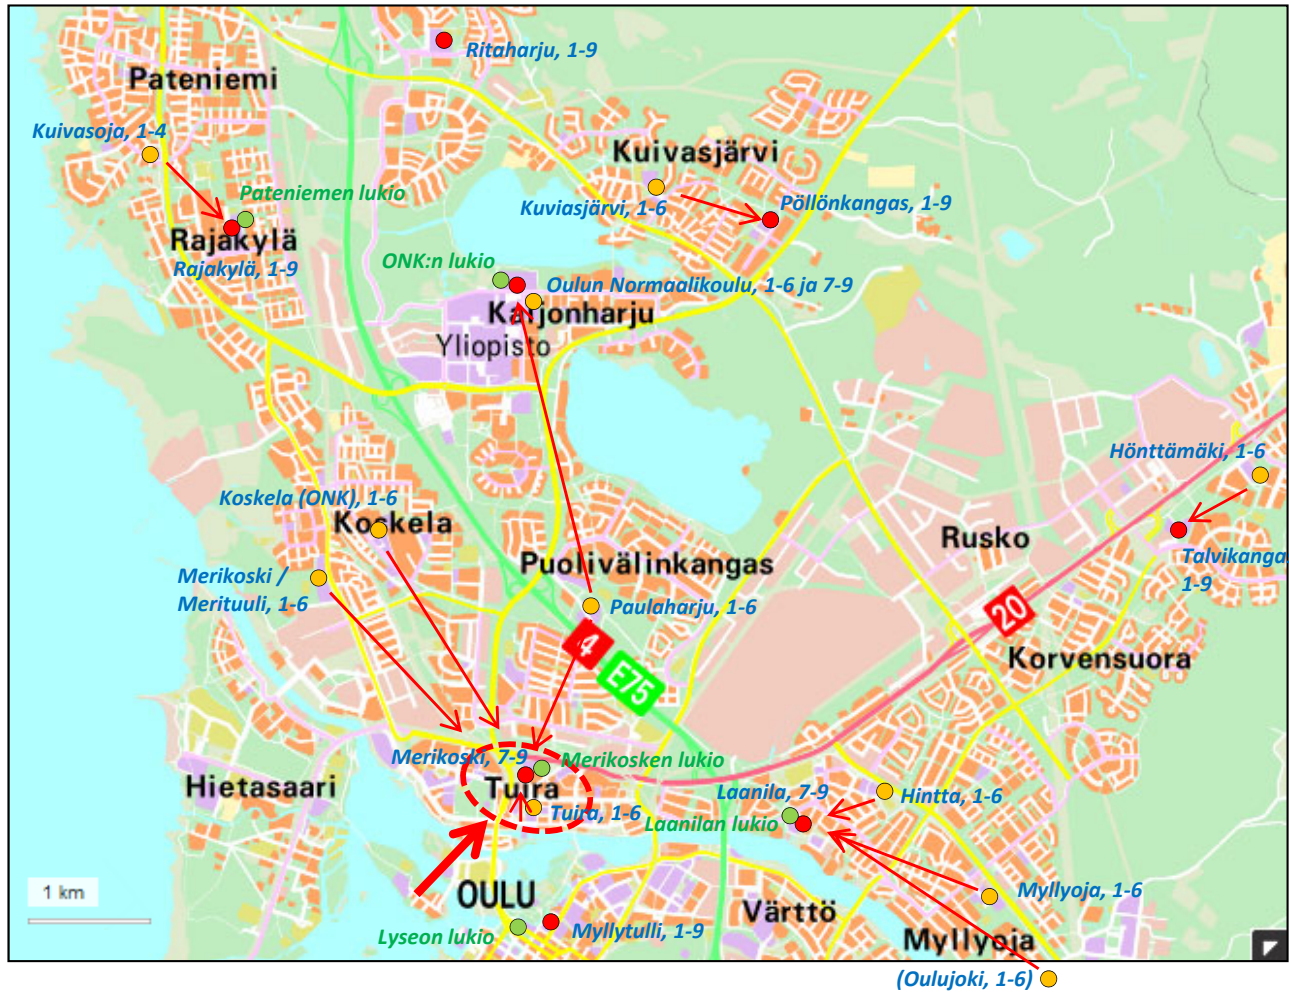 Ritaharju, 1-9
Pateniemi
Kuivasoja, 1-4
Kuivasjärvi
Pateniemen lukio
Kuviasjärvi, 1-6
Pöllönkangas, 1-9
Rajakylä
Rajakylä, 1-9
ONK:n lukio
Oulun Normaalikoulu, 1-6 ja 7-9
Karjonharju
Yliopisto
Hönttämäki, 1-6
Koskela (ONK), 1-6
Koskela
Rusko
Talvikanga
1-9
Puolivälinkangas
Merikoski /
Merituuli, 1-6
Paulaharju, 1-6
20
4
E75
Korvensuora
Merikoski, 7-9
Merikosken lukio
Hietasaari
Tuira
Tuira, 1-6
Laanila, 7-9
Hintta, 1-6
Laanilan lukio
1 km
OULU
Myllyoja, 1-6
Värttö
Lyseon lukio
Myllytulli, 1-9
Myllyoja
(Oulujoki, 1-6)